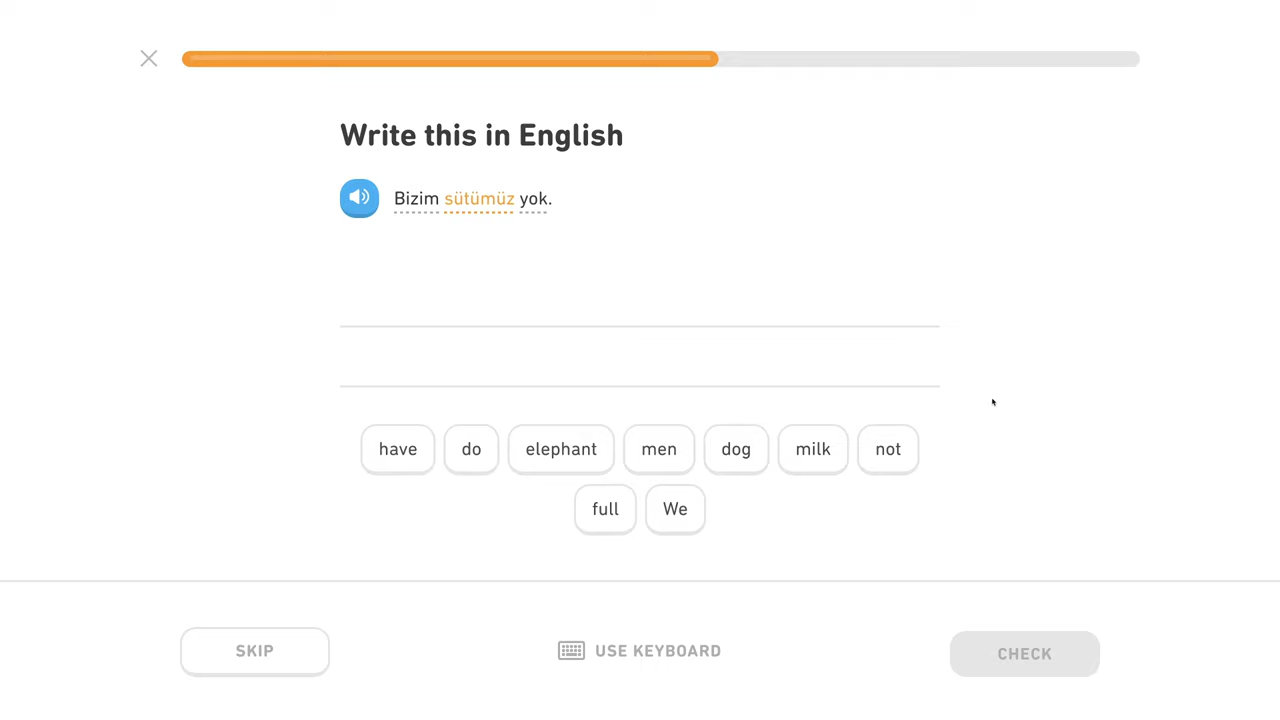 Write this in English
Bizim sütümüz yok.
have do elephant men dog milk not
full We
SKIP USE KEYBOARD CHECK